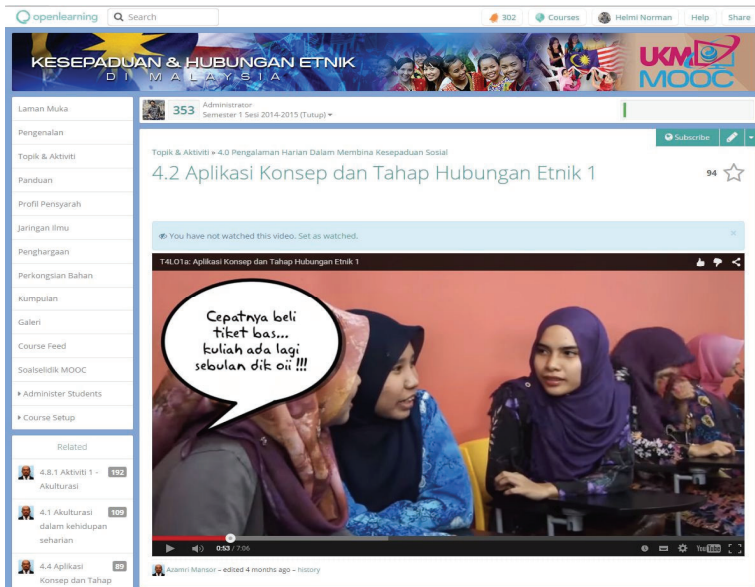 openlearning
Search
302
Courses
Helmi Norman
Help
Share
KESEPADUAN & HUBUNGAN ETNIK
DI MALAYSIA
UKM
MOOC
Laman Muka
Pengenalan
Topik & Aktiviti
Panduan
Profil Pensyarah
Jaringan Ilmu
Penghargaan
Perkongsian Bahan
Kumpulan
Galeri
Course Feed
Soalselidik MOOC
Administer Students
Course Setup
Related
4.8.1 Aktiviti 1 -
Akulturasi
192
4.1 Akulturasi
dalam kehidupan
seharian
109
4.4 Aplikasi
Konsep dan Tahap
89
353
Administrator
Semester 1 Sesi 2014-2015 (Tutup)
Subscribe
Topik & Aktiviti » 4.0 Pengalaman Harian Dalam Membina Kesepaduan Sosial
4.2 Aplikasi Konsep dan Tahap Hubungan Etnik 1
94
You have not watched this video. Set as watched.
T4LO1a: Aplikasi Konsep dan Tahap Hubungan Etnik 1
Cepatnya beli
tiket bas...
kuliah ada lagi
sebulan dik oii !!!
0:53 / 7:06
YouTube
Azamri Mansor – edited 4 months ago – history